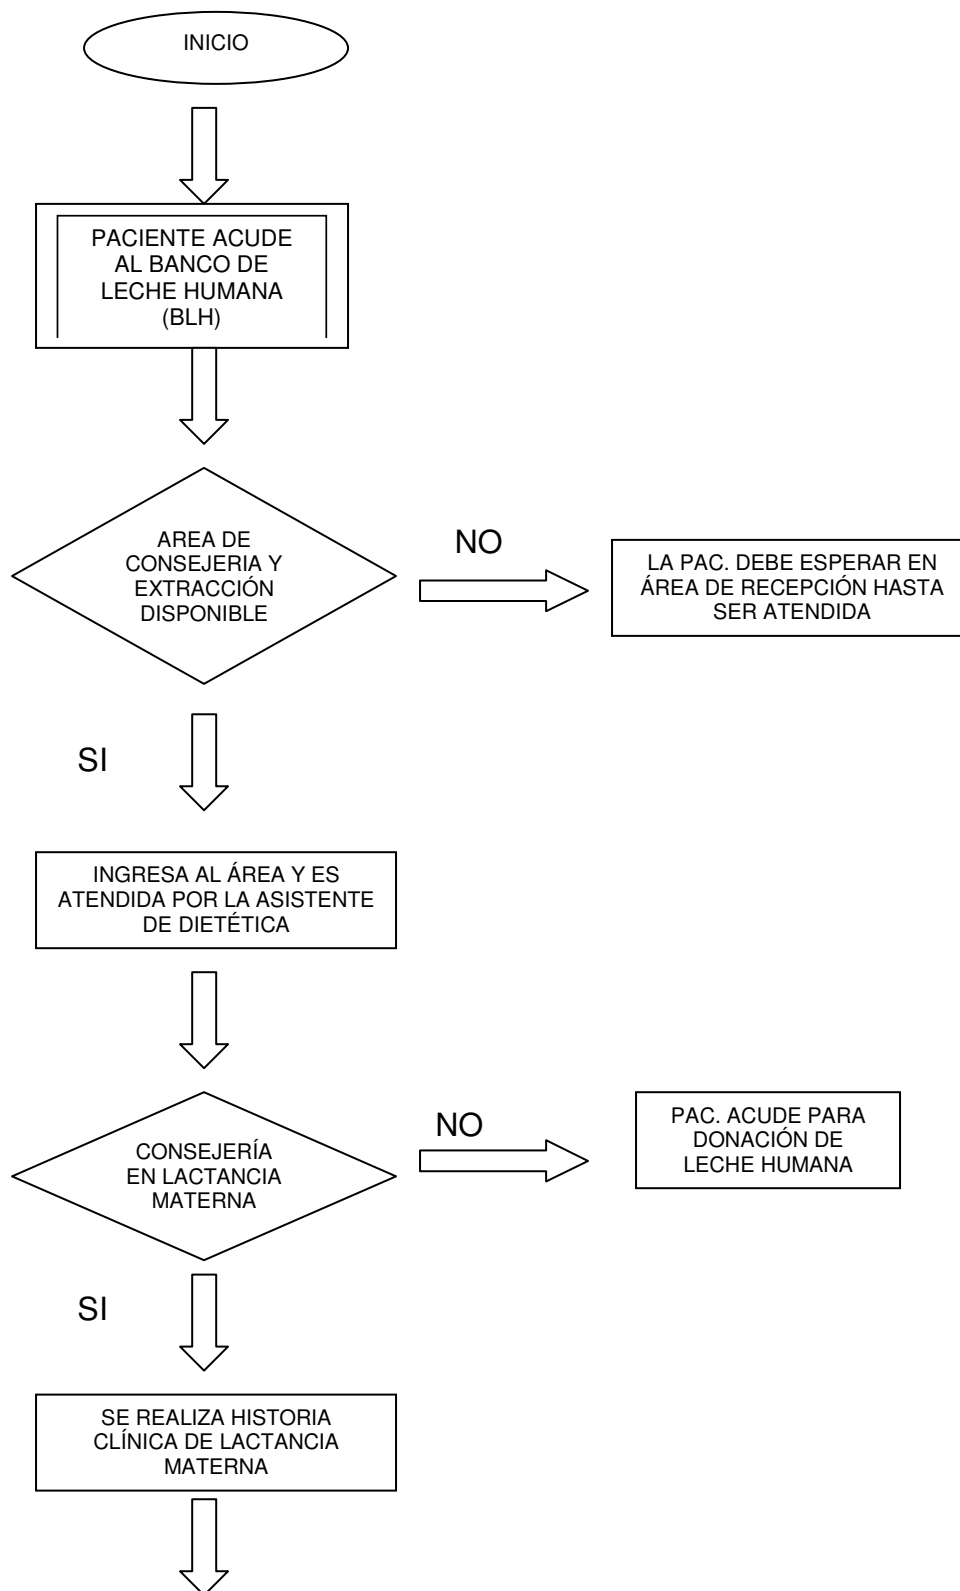 INICIO
PACIENTE ACUDE
AL BANCO DE
LECHE HUMANA
(BLH)
AREA DE
CONSEJERIA Y
EXTRACCIÓN
DISPONIBLE
NO
LA PAC. DEBE ESPERAR EN
ÁREA DE RECEPCIÓN HASTA
SER ATENDIDA
SI
INGRESA AL ÁREA Y ES
ATENDIDA POR LA ASISTENTE
DE DIETÉTICA
CONSEJERÍA
EN LACTANCIA
MATERNA
NO
PAC. ACUDE PARA
DONACIÓN DE
LECHE HUMANA
SI
SE REALIZA HISTORIA
CLÍNICA DE LACTANCIA
MATERNA